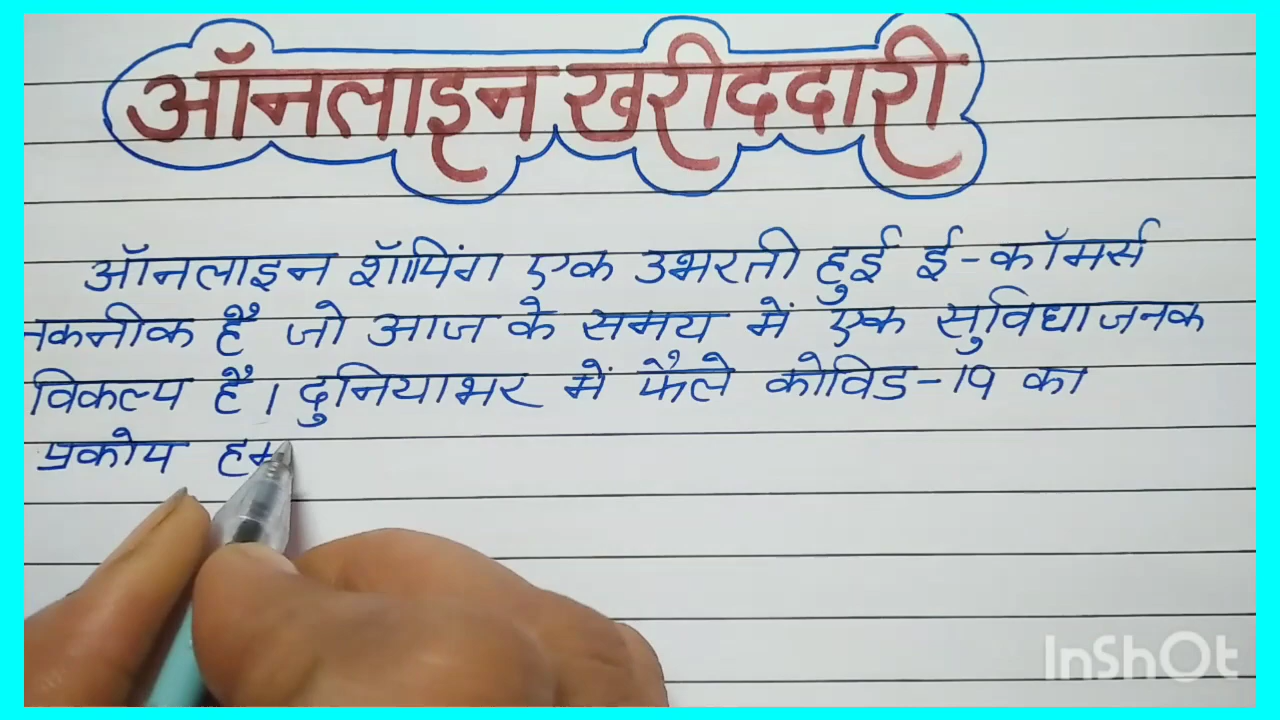 ऑनलाइन खरीददारी
ऑनलाइन शॉपिंग एक उभरती हुई ई-कॉमर्स
तकनीक है जो आज के समय में एक सुविधाजनक
विकल्प है। दुनियाभर में फैले कोविड-19 का
प्रकोप
InShOt